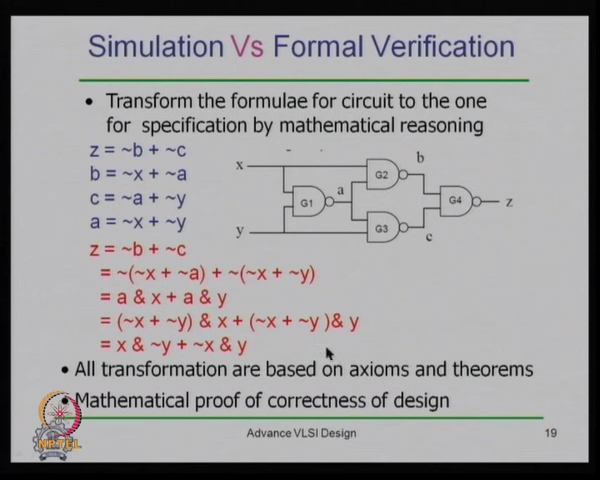 Simulation Vs Formal Verification
• Transform the formulae for circuit to the one
for specification by mathematical reasoning
z = ~b + ~c
b = ~x + ~a
c = ~a + ~y
a = ~x + ~y
x
y
G1
a
G2
G3
b
c
G4
z
z = ~b + ~c
= ~(~x + ~a) + ~(~x + ~y)
= a & x + a & y
= (~x + ~y) & x + (~x + ~y )& y
= x & ~y + ~x & y
• All transformation are based on axioms and theorems
• Mathematical proof of correctness of design
NPTEL
Advance VLSI Design
19